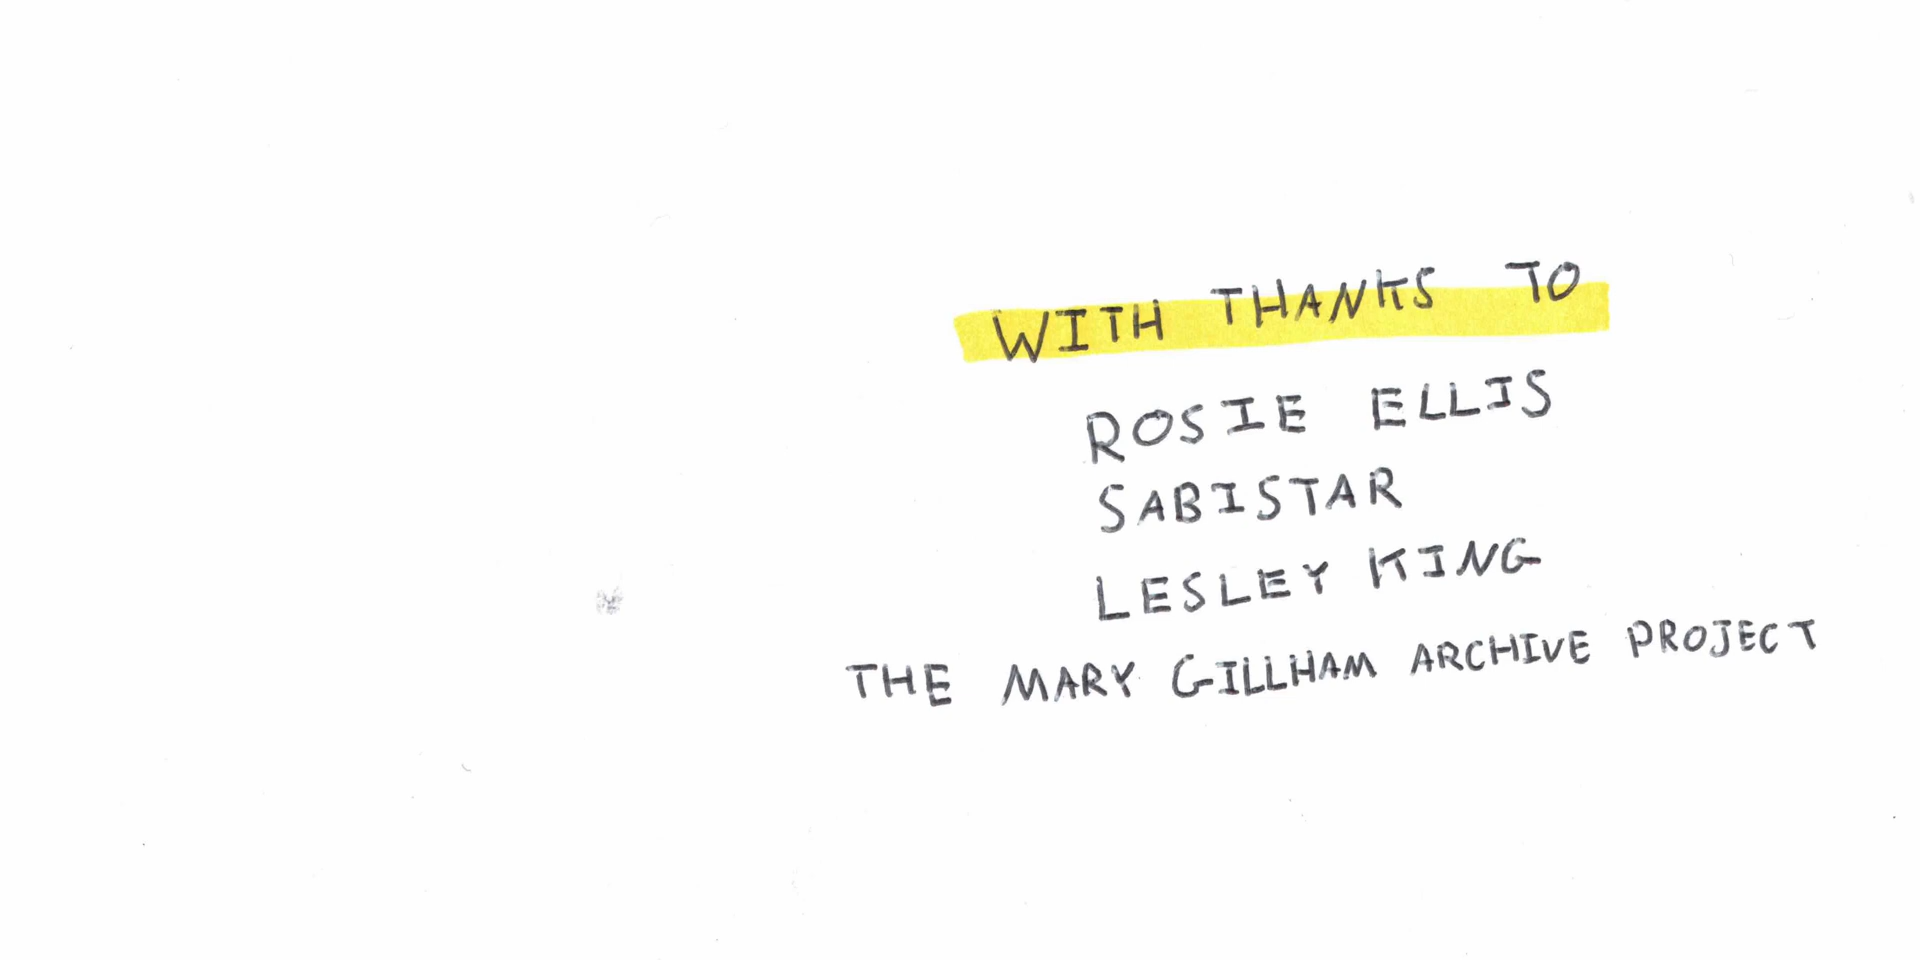 WITH THANKS TO
ROSIE ELLIS
SABISTAR
LESLEY KING
THE MARY GILLHAM ARCHIVE PROJECT